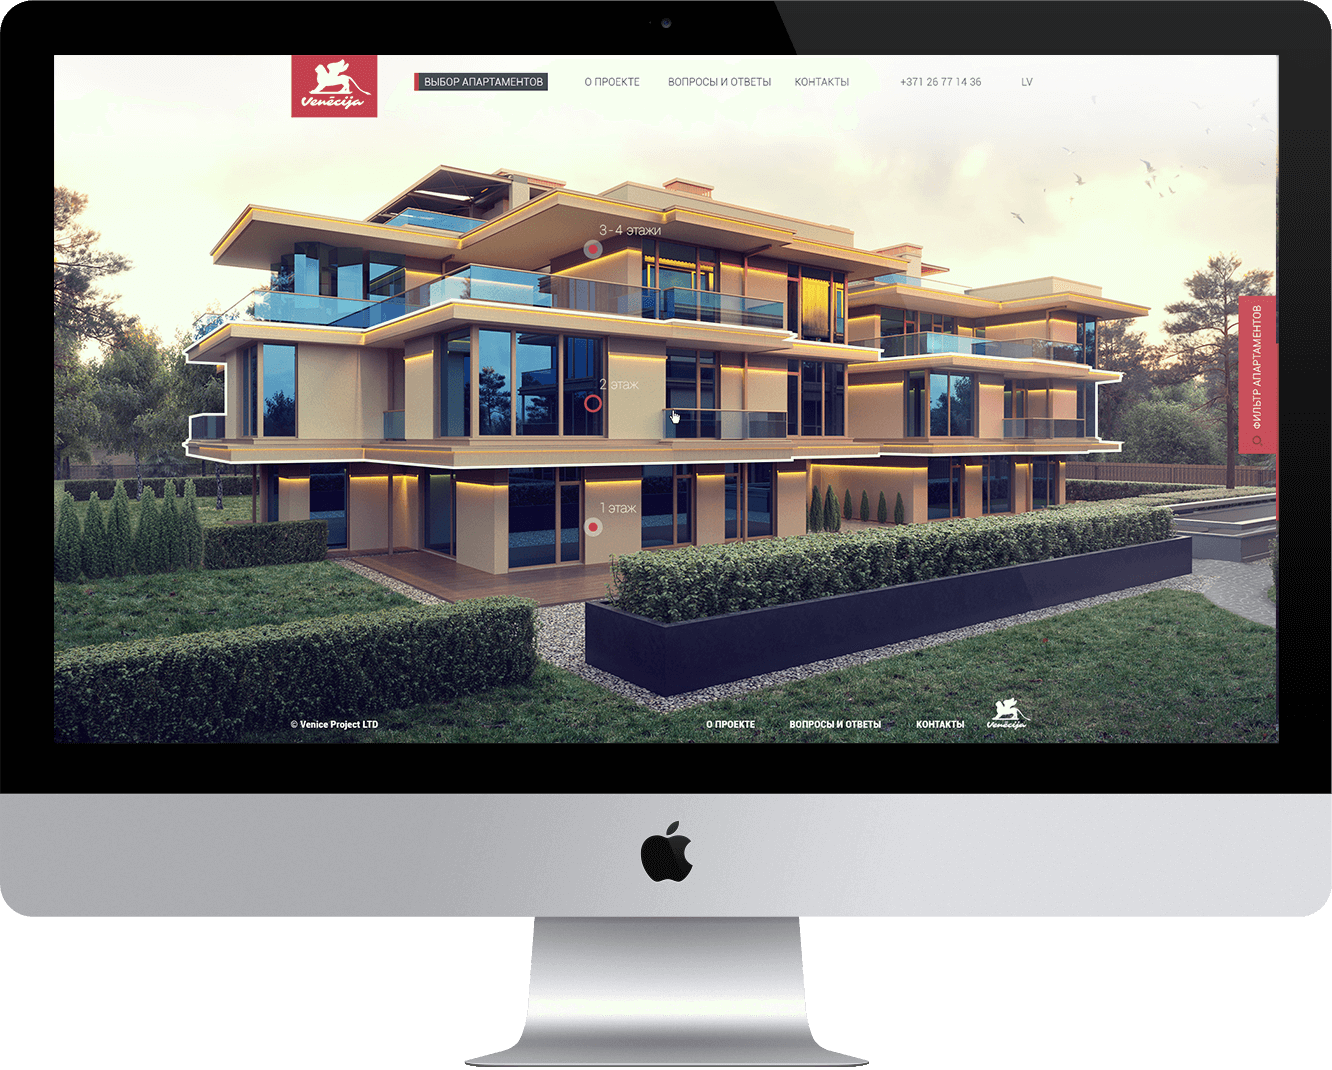 Venēcija
ВЫБОР АПАРТАМЕНТОВ
О ПРОЕКТЕ
ВОПРОСЫ И ОТВЕТЫ
КОНТАКТЫ
+371 26 77 14 36
LV
3-4 этажи
2 этаж
1 этаж
ФИЛЬТР АПАРТАМЕНТОВ
© Venice Project LTD
О ПРОЕКТЕ
ВОПРОСЫ И ОТВЕТЫ
КОНТАКТЫ
Venēcija